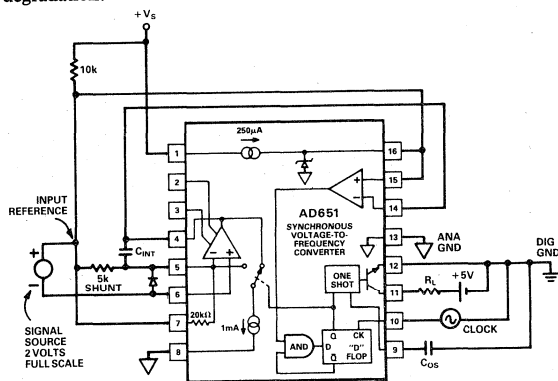 degradation.
+VS
10k
250μA
1
16
2
15
3
14
INPUT
REFERENCE
4
AD651
SYNCHRONOUS
VOLTAGE-TO-
FREQUENCY
CONVERTER
13
ANA
GND
DIG
GND
CINT
+
5k
SHUNT
5
12
ONE
SHOT
RL
+5V
6
11
−
SIGNAL
SOURCE
2 VOLTS
FULL SCALE
7
20kΩ
1mA
10
CLOCK
AND
Q CK
D "D"
Q̄ FLOP
8
9
COS